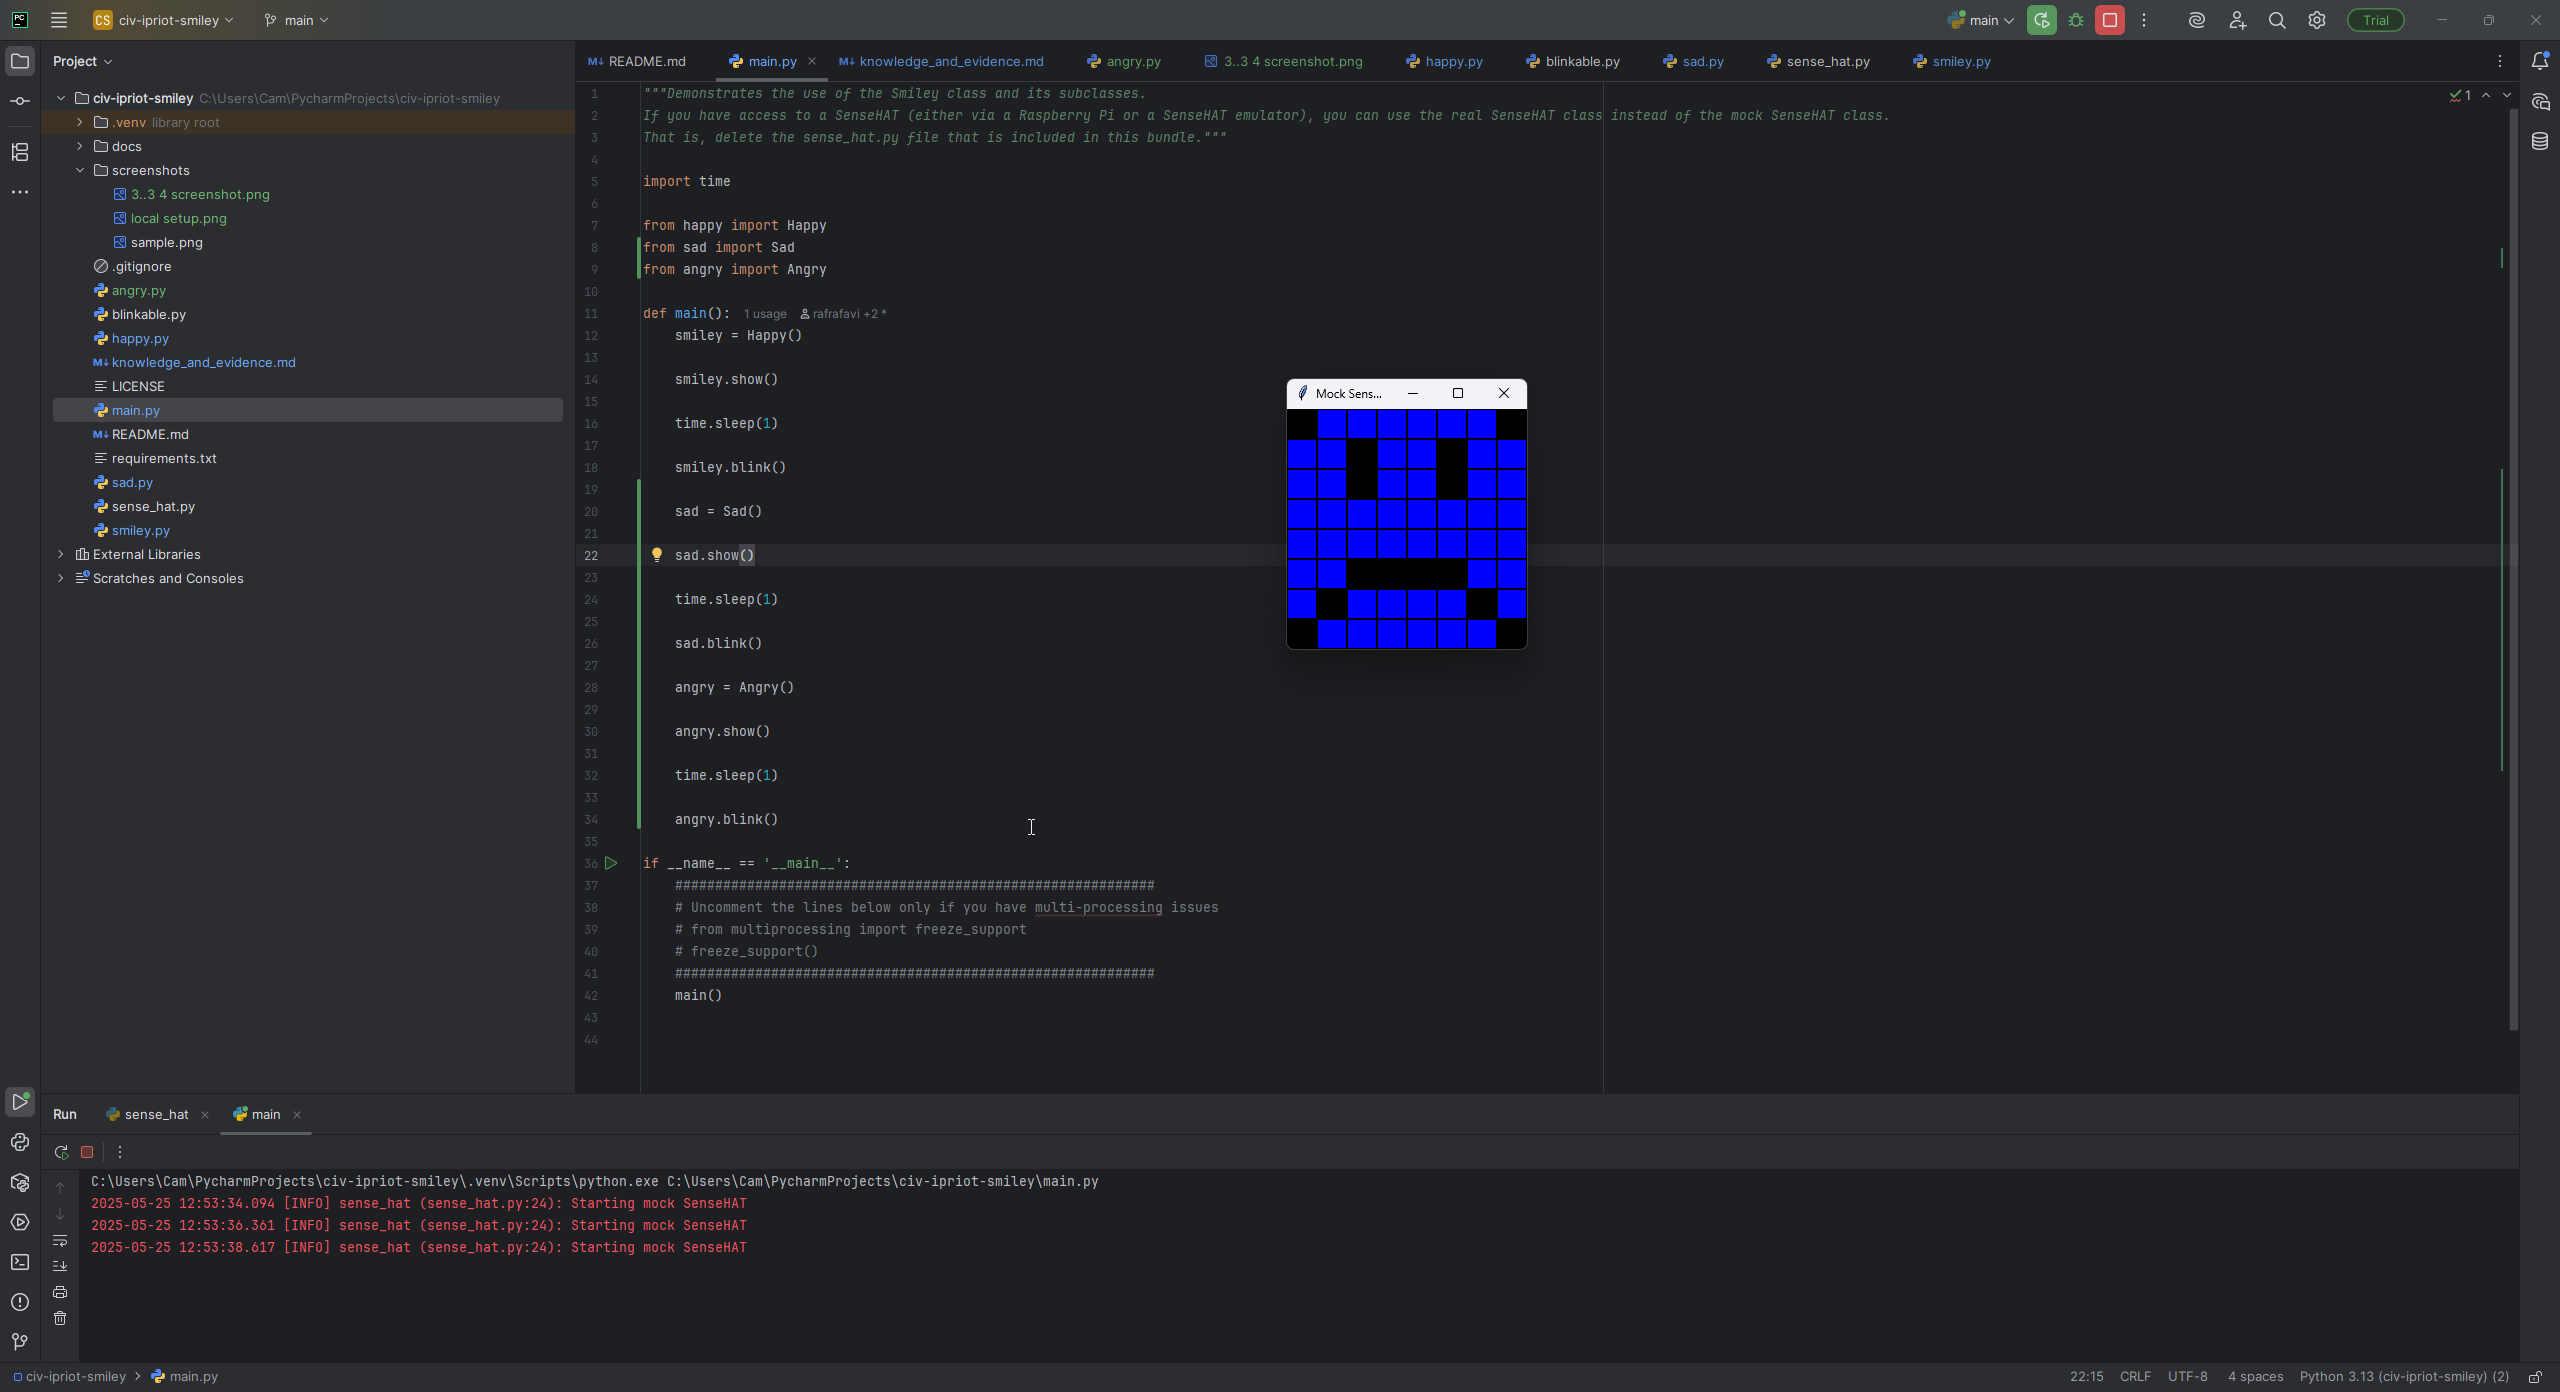 PC
CS civ-ipriot-smiley main
main Trial
Project
README.md main.py knowledge_and_evidence.md angry.py 3..3 4 screenshot.png happy.py blinkable.py sad.py sense_hat.py smiley.py
civ-ipriot-smiley C:\Users\Cam\PycharmProjects\civ-ipriot-smiley
.venv library root
docs
screenshots
3..3 4 screenshot.png
local setup.png
sample.png
.gitignore
angry.py
blinkable.py
happy.py
knowledge_and_evidence.md
LICENSE
main.py
README.md
requirements.txt
sad.py
sense_hat.py
smiley.py
External Libraries
Scratches and Consoles
1 """Demonstrates the use of the Smiley class and its subclasses.
2 If you have access to a SenseHAT (either via a Raspberry Pi or a SenseHAT emulator), you can use the real SenseHAT class instead of the mock SenseHAT class.
3 That is, delete the sense_hat.py file that is included in this bundle."""
4
5 import time
6
7 from happy import Happy
8 from sad import Sad
9 from angry import Angry
10
11 def main(): 1 usage rafrafavi +2 *
12 smiley = Happy()
13
14 smiley.show()
15
16 time.sleep(1)
17
18 smiley.blink()
19
20 sad = Sad()
21
22 sad.show()
23
24 time.sleep(1)
25
26 sad.blink()
27
28 angry = Angry()
29
30 angry.show()
31
32 time.sleep(1)
33
34 angry.blink()
35
36 if __name__ == '__main__':
37 ############################################################
38 # Uncomment the lines below only if you have multi-processing issues
39 # from multiprocessing import freeze_support
40 # freeze_support()
41 ############################################################
42 main()
43
44
1
Mock Sens...
Run sense_hat main
C:\Users\Cam\PycharmProjects\civ-ipriot-smiley\.venv\Scripts\python.exe C:\Users\Cam\PycharmProjects\civ-ipriot-smiley\main.py
2025-05-25 12:53:34.094 [INFO] sense_hat (sense_hat.py:24): Starting mock SenseHAT
2025-05-25 12:53:36.361 [INFO] sense_hat (sense_hat.py:24): Starting mock SenseHAT
2025-05-25 12:53:38.617 [INFO] sense_hat (sense_hat.py:24): Starting mock SenseHAT
civ-ipriot-smiley > main.py
22:15 CRLF UTF-8 4 spaces Python 3.13 (civ-ipriot-smiley) (2)